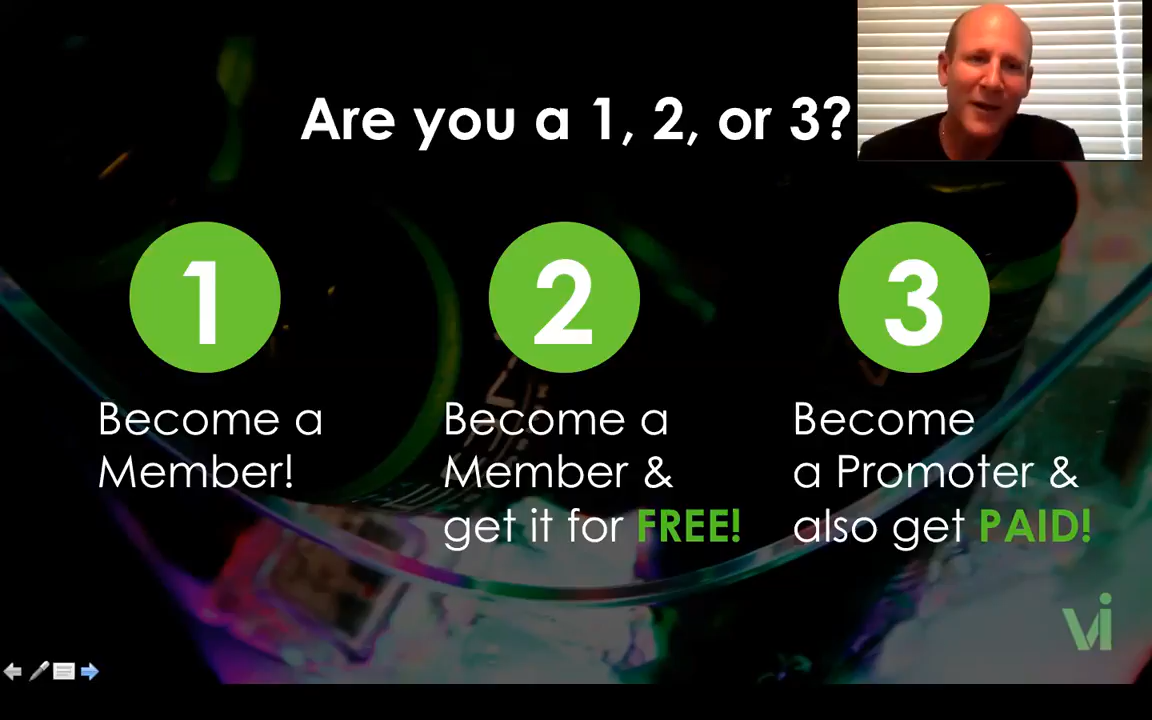 Are you a 1, 2, or 3?
1
2
3
Become a
Member!
Become a
Member &
get it for FREE!
Become
a Promoter &
also get PAID!
vi